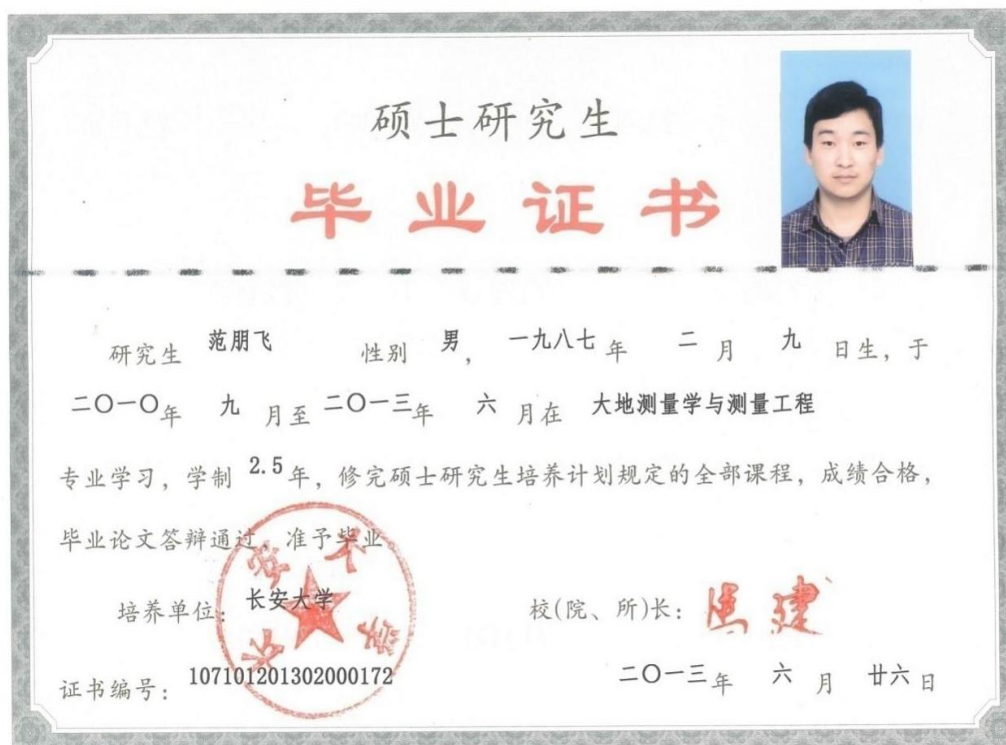 硕士研究生
毕业证书
研究生 范朋飞 性别 男, 一九八七年 二月 九日生, 于
二〇一〇年 九月至二〇一三年 六月在 大地测量学与测量工程
专业学习, 学制 2.5年, 修完硕士研究生培养计划规定的全部课程, 成绩合格,
毕业论文答辩通过, 准予毕业。
长安大学
培养单位: 长安大学 校(院、所)长:
证书编号: 107101201302000172 二〇一三年 六月 廿六日